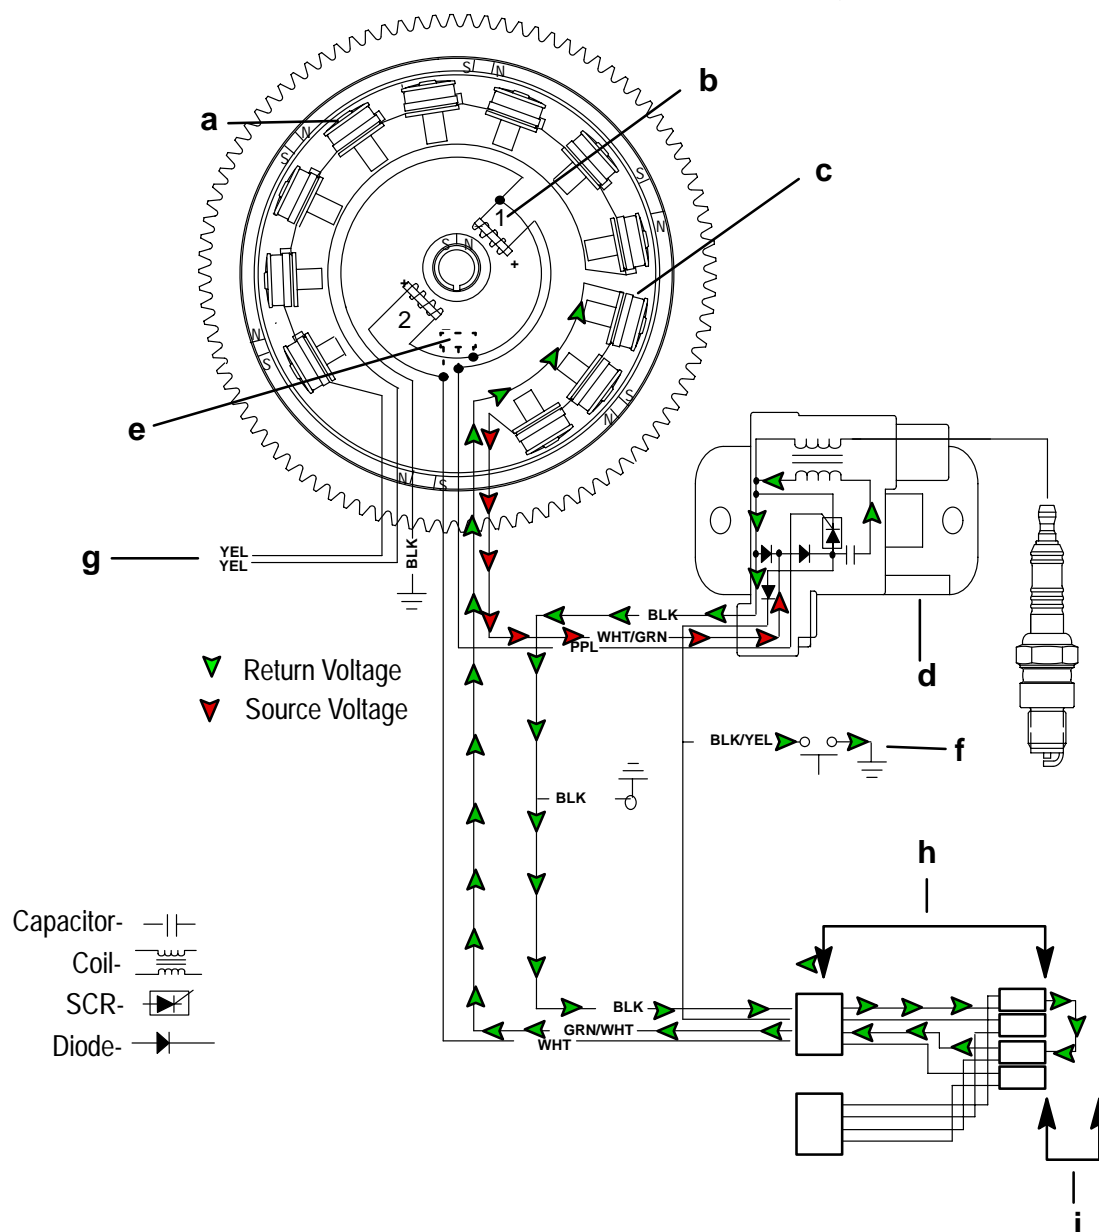 b
a
S N
c
N
S
S
N
1
S N
+
+
2
N
S
e
S
N
N S
g
YEL
YEL
BLK
BLK
WHT/GRN
PPL
d
Return Voltage
Source Voltage
BLK/YEL
f
BLK
h
Capacitor-
Coil-
SCR-
Diode-
BLK
GRN/WHT
WHT
i